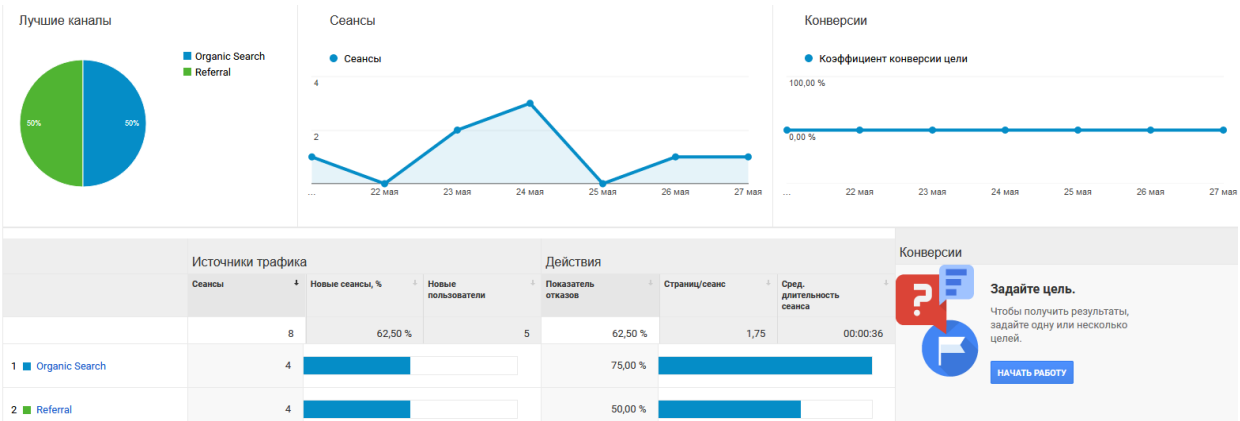 Лучшие каналы
Organic Search
Referral
50%
50%
Сеансы
Сеансы
4
2
...
22 мая
23 мая
24 мая
25 мая
26 мая
27 мая
Конверсии
Коэффициент конверсии цели
100,00 %
0,00 %
...
22 мая
23 мая
24 мая
25 мая
26 мая
27 мая
Источники трафика
Действия
Сеансы
Новые сеансы, %
Новые
пользователи
Показатель
отказов
Страниц/сеанс
Сред.
длительность
сеанса
8
62,50 %
5
62,50 %
1,75
00:00:36
1 Organic Search
4
75,00 %
2 Referral
4
50,00 %
Конверсии
Задайте цель.
Чтобы получить результаты,
задайте одну или несколько
целей.
НАЧАТЬ РАБОТУ